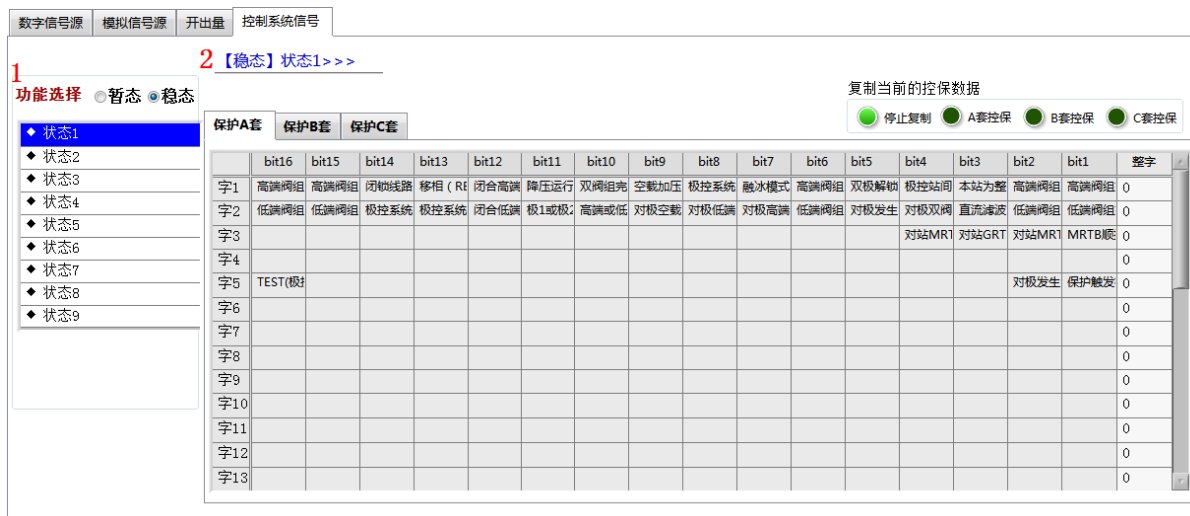 数字信号源 模拟信号源 开出量 控制系统信号
2 【稳态】状态1>>>
1
功能选择 暂态 稳态
复制当前的控保数据
停止复制 A套控保 B套控保 C套控保
保护A套 保护B套 保护C套
状态1
状态2
状态3
状态4
状态5
状态6
状态7
状态8
状态9
bit16 bit15 bit14 bit13 bit12 bit11 bit10 bit9 bit8 bit7 bit6 bit5 bit4 bit3 bit2 bit1 整字
字1 高端阀组 高端阀组 闭锁线路 移相（RE 闭合高端 降压运行 双阀组完 空载加压 极控系统 融冰模式 高端阀组 双极解锁 极控站间 本站为整 高端阀组 高端阀组 0
字2 低端阀组 低端阀组 极控系统 极控系统 闭合低端 极1或极2 高端或低 对极空载 对极低端 对极高端 低端阀组 对极发生 对极双阀 直流滤波 低端阀组 低端阀组 0
字3 对站MRT 对站GRT 对站MRT MRTB顺 0
字4 0
字5 TEST(极 对极发生 保护触发 0
字6 0
字7 0
字8 0
字9 0
字10 0
字11 0
字12 0
字13 0